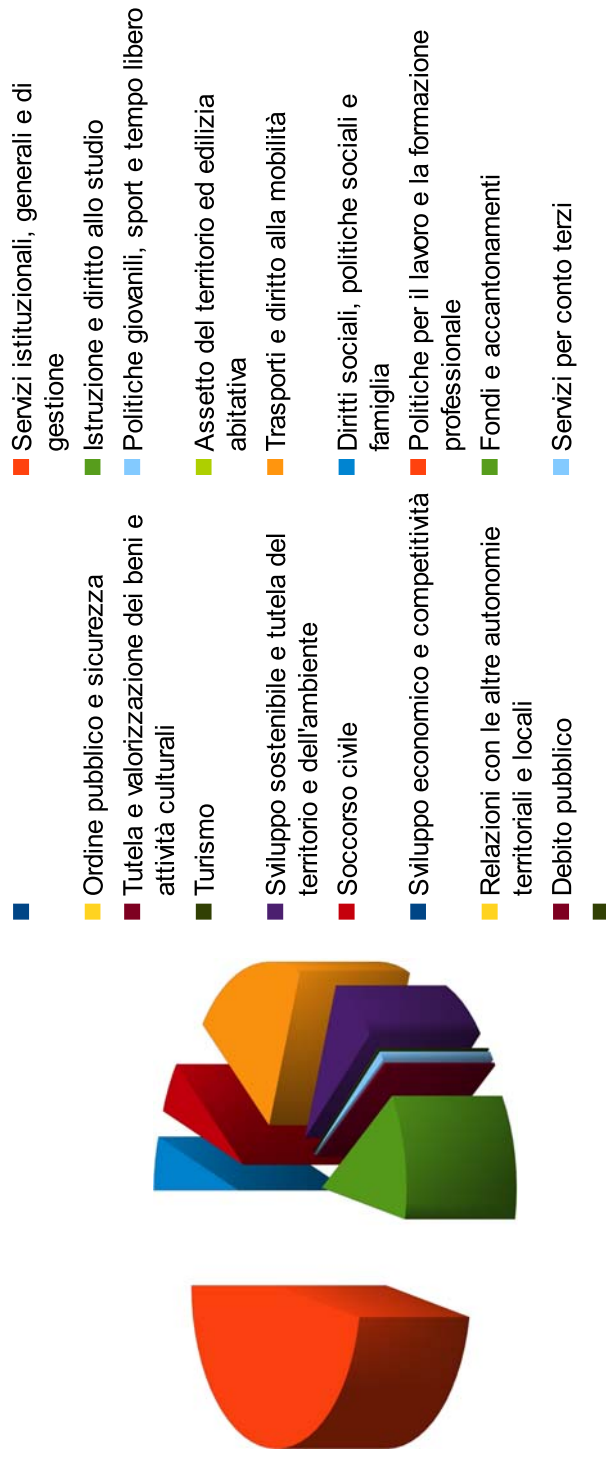 Servizi istituzionali, generali e di
gestione
Ordine pubblico e sicurezza
Istruzione e diritto allo studio
Tutela e valorizzazione dei beni e
attività culturali
Politiche giovanili, sport e tempo libero
Turismo
Assetto del territorio ed edilizia
abitativa
Sviluppo sostenibile e tutela del
territorio e dell'ambiente
Trasporti e diritto alla mobilità
Soccorso civile
Diritti sociali, politiche sociali e
famiglia
Sviluppo economico e competitività
Politiche per il lavoro e la formazione
professionale
Relazioni con le altre autonomie
territoriali e locali
Fondi e accantonamenti
Debito pubblico
Servizi per conto terzi